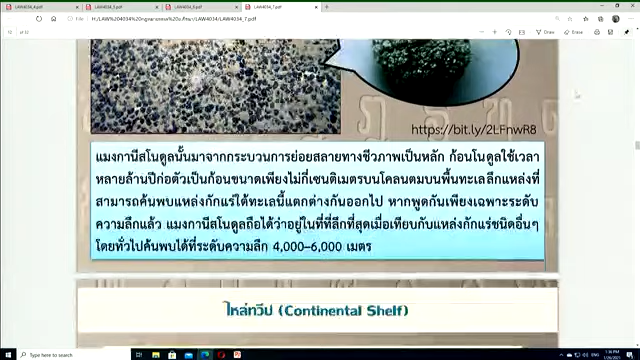 LAW4034_7.pdf
https://bit.ly/2LFnwR8
แมงกานีสโนดูลนั้นมาจากกระบวนการย่อยสลายทางชีวภาพเป็นหลัก ก้อนโนดูลใช้เวลา
หลายล้านปีก่อตัวเป็นก้อนขนาดเพียงไม่กี่เซนติเมตรบนโคลนตมบนพื้นทะเลลึกแหล่งที่
สามารถค้นพบแหล่งกักแร่ใต้ทะเลนี้แตกต่างกันออกไป หากพูดกันเพียงเฉพาะระดับ
ความลึกแล้ว แมงกานีสโนดูลถือได้ว่าอยู่ในที่ที่ลึกที่สุดเมื่อเทียบกับแหล่งกักแร่ชนิดอื่นๆ
โดยทั่วไปค้นพบได้ที่ระดับความลึก 4,000–6,000 เมตร
ไหล่ทวีป (Continental Shelf)
Type here to search